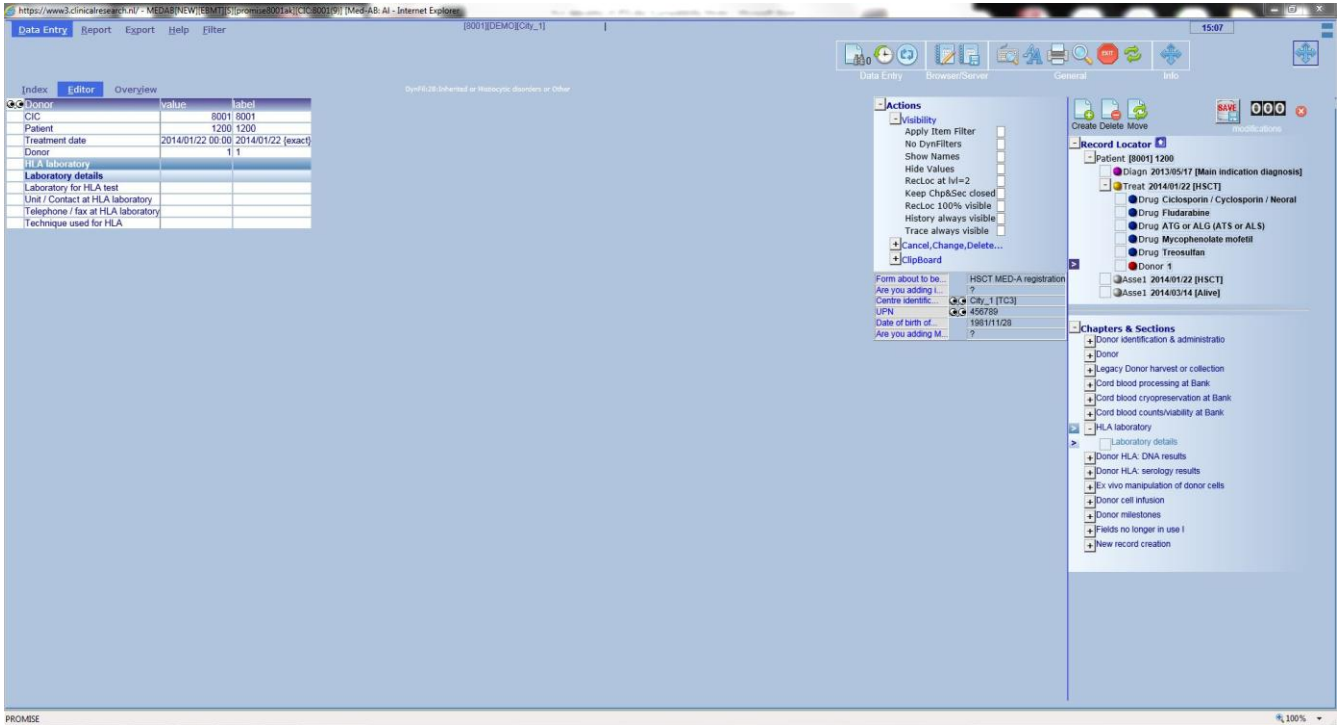 https://www3.clinicalresearch.nl/ - MEDAB[NEW][EBMT][S][promise8001ak][CIC:8001(9)] [Med-AB: AI - Internet Explorer
Data Entry Report Export Help Filter
[8001][DEMO][City_1]
15:07
Data Entry Browser/Server General Info
Index Editor Overview
Donor value label
CIC 8001 8001
Patient 1200 1200
Treatment date 2014/01/22 00:00 2014/01/22 {exact}
Donor 1 1
HLA laboratory
Laboratory details
Laboratory for HLA test
Unit / Contact at HLA laboratory
Telephone / fax at HLA laboratory
Technique used for HLA
Actions
Visibility
Apply Item Filter
No DynFilters
Show Names
Hide Values
RecLoc at lvl=2
Keep Chp&Sec closed
RecLoc 100% visible
History always visible
Trace always visible
Cancel,Change,Delete...
ClipBoard
Form about to be... HSCT MED-A registration
Are you adding i... ?
Centre identific... City_1 [TC3]
UPN 456789
Date of birth of... 1981/11/28
Are you adding M... ?
Create Delete Move
SAVE 000
modifications
Record Locator
Patient [8001] 1200
Diagn 2013/05/17 [Main indication diagnosis]
Treat 2014/01/22 [HSCT]
Drug Ciclosporin / Cyclosporin / Neoral
Drug Fludarabine
Drug ATG or ALG (ATS or ALS)
Drug Mycophenolate mofetil
Drug Treosulfan
Donor 1
Asse1 2014/01/22 [HSCT]
Asse1 2014/03/14 [Alive]
Chapters & Sections
Donor identification & administratio
Donor
Legacy Donor harvest or collection
Cord blood processing at Bank
Cord blood cryopreservation at Bank
Cord blood counts/viability at Bank
HLA laboratory
Laboratory details
Donor HLA: DNA results
Donor HLA: serology results
Ex vivo manipulation of donor cells
Donor cell infusion
Donor milestones
Fields no longer in use I
New record creation
PROMISE
100%